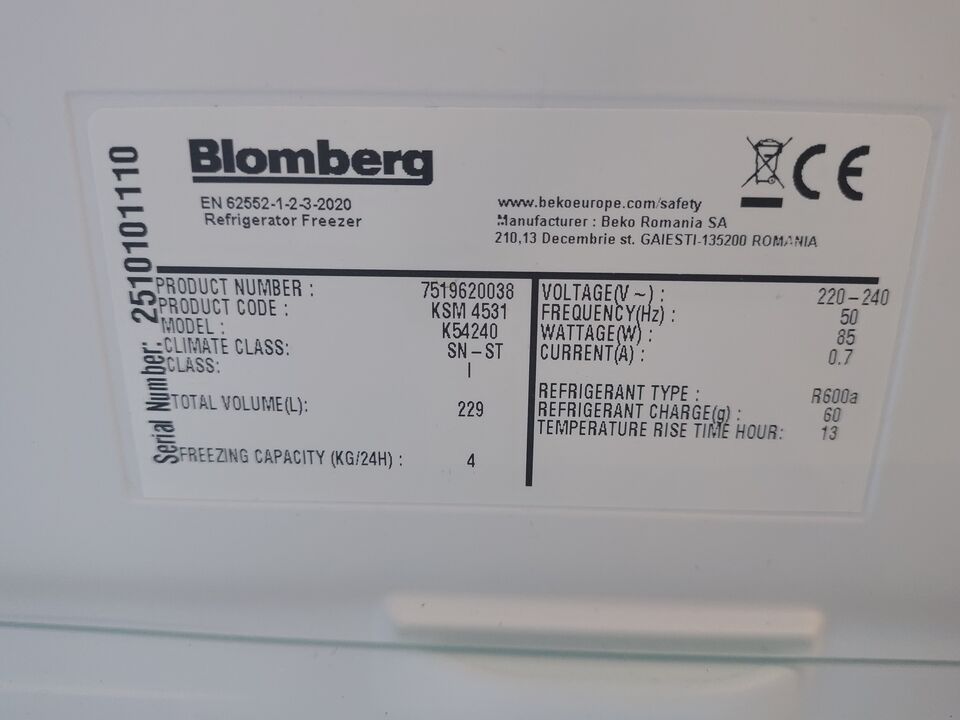 Blomberg
CE
EN 62552-1-2-3-2020
Refrigerator Freezer
www.bekoeurope.com/safety
Manufacturer : Beko Romania SA
210,13 Decembrie st. GAIESTI-135200 ROMANIA
Serial Number: 2510101110
PRODUCT NUMBER : 7519620038
PRODUCT CODE : KSM 4531
MODEL : K54240
CLIMATE CLASS: SN-ST
CLASS: I
TOTAL VOLUME(L): 229
FREEZING CAPACITY (KG/24H) : 4
VOLTAGE(V ~) : 220-240
FREQUENCY(Hz) : 50
WATTAGE(W) : 85
CURRENT(A) : 0.7
REFRIGERANT TYPE : R600a
REFRIGERANT CHARGE(g) : 60
TEMPERATURE RISE TIME HOUR: 13